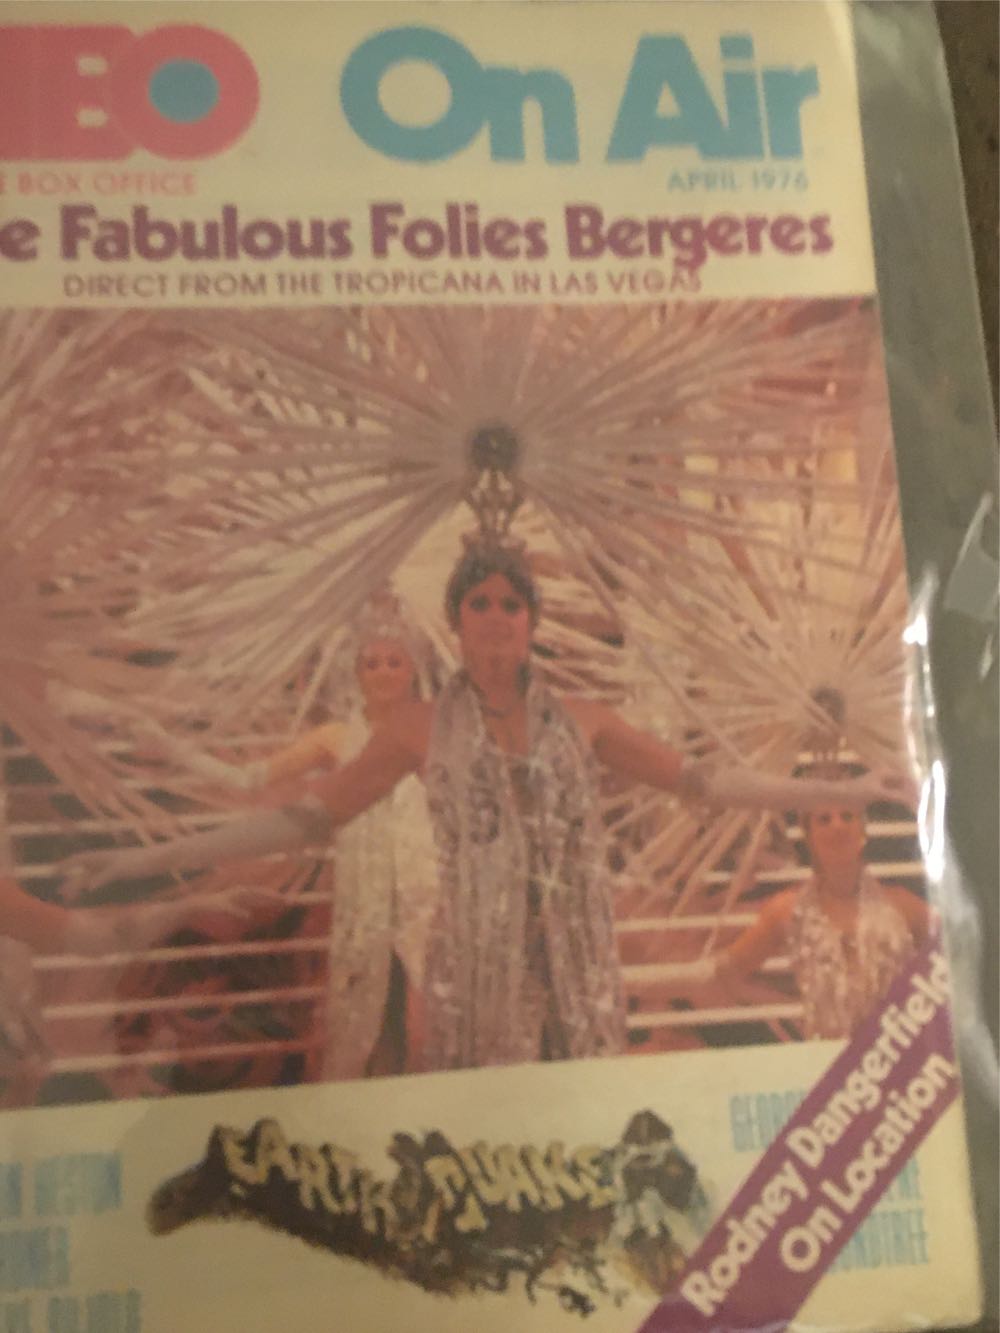 BO On Air
E BOX OFFICE
APRIL 1976
e Fabulous Folies Bergeres
DIRECT FROM THE TROPICANA IN LAS VEGAS
EARTHQUAKE
Rodney Dangerfield
On Location